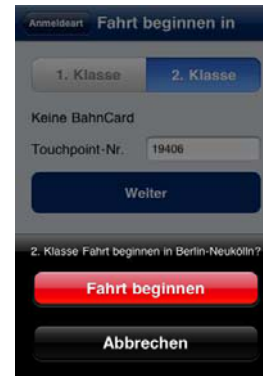 Anmeldeart Fahrt beginnen in
1. Klasse 2. Klasse
Keine BahnCard
Touchpoint-Nr. 19406
Weiter
2. Klasse Fahrt beginnen in Berlin-Neukölln?
Fahrt beginnen
Abbrechen